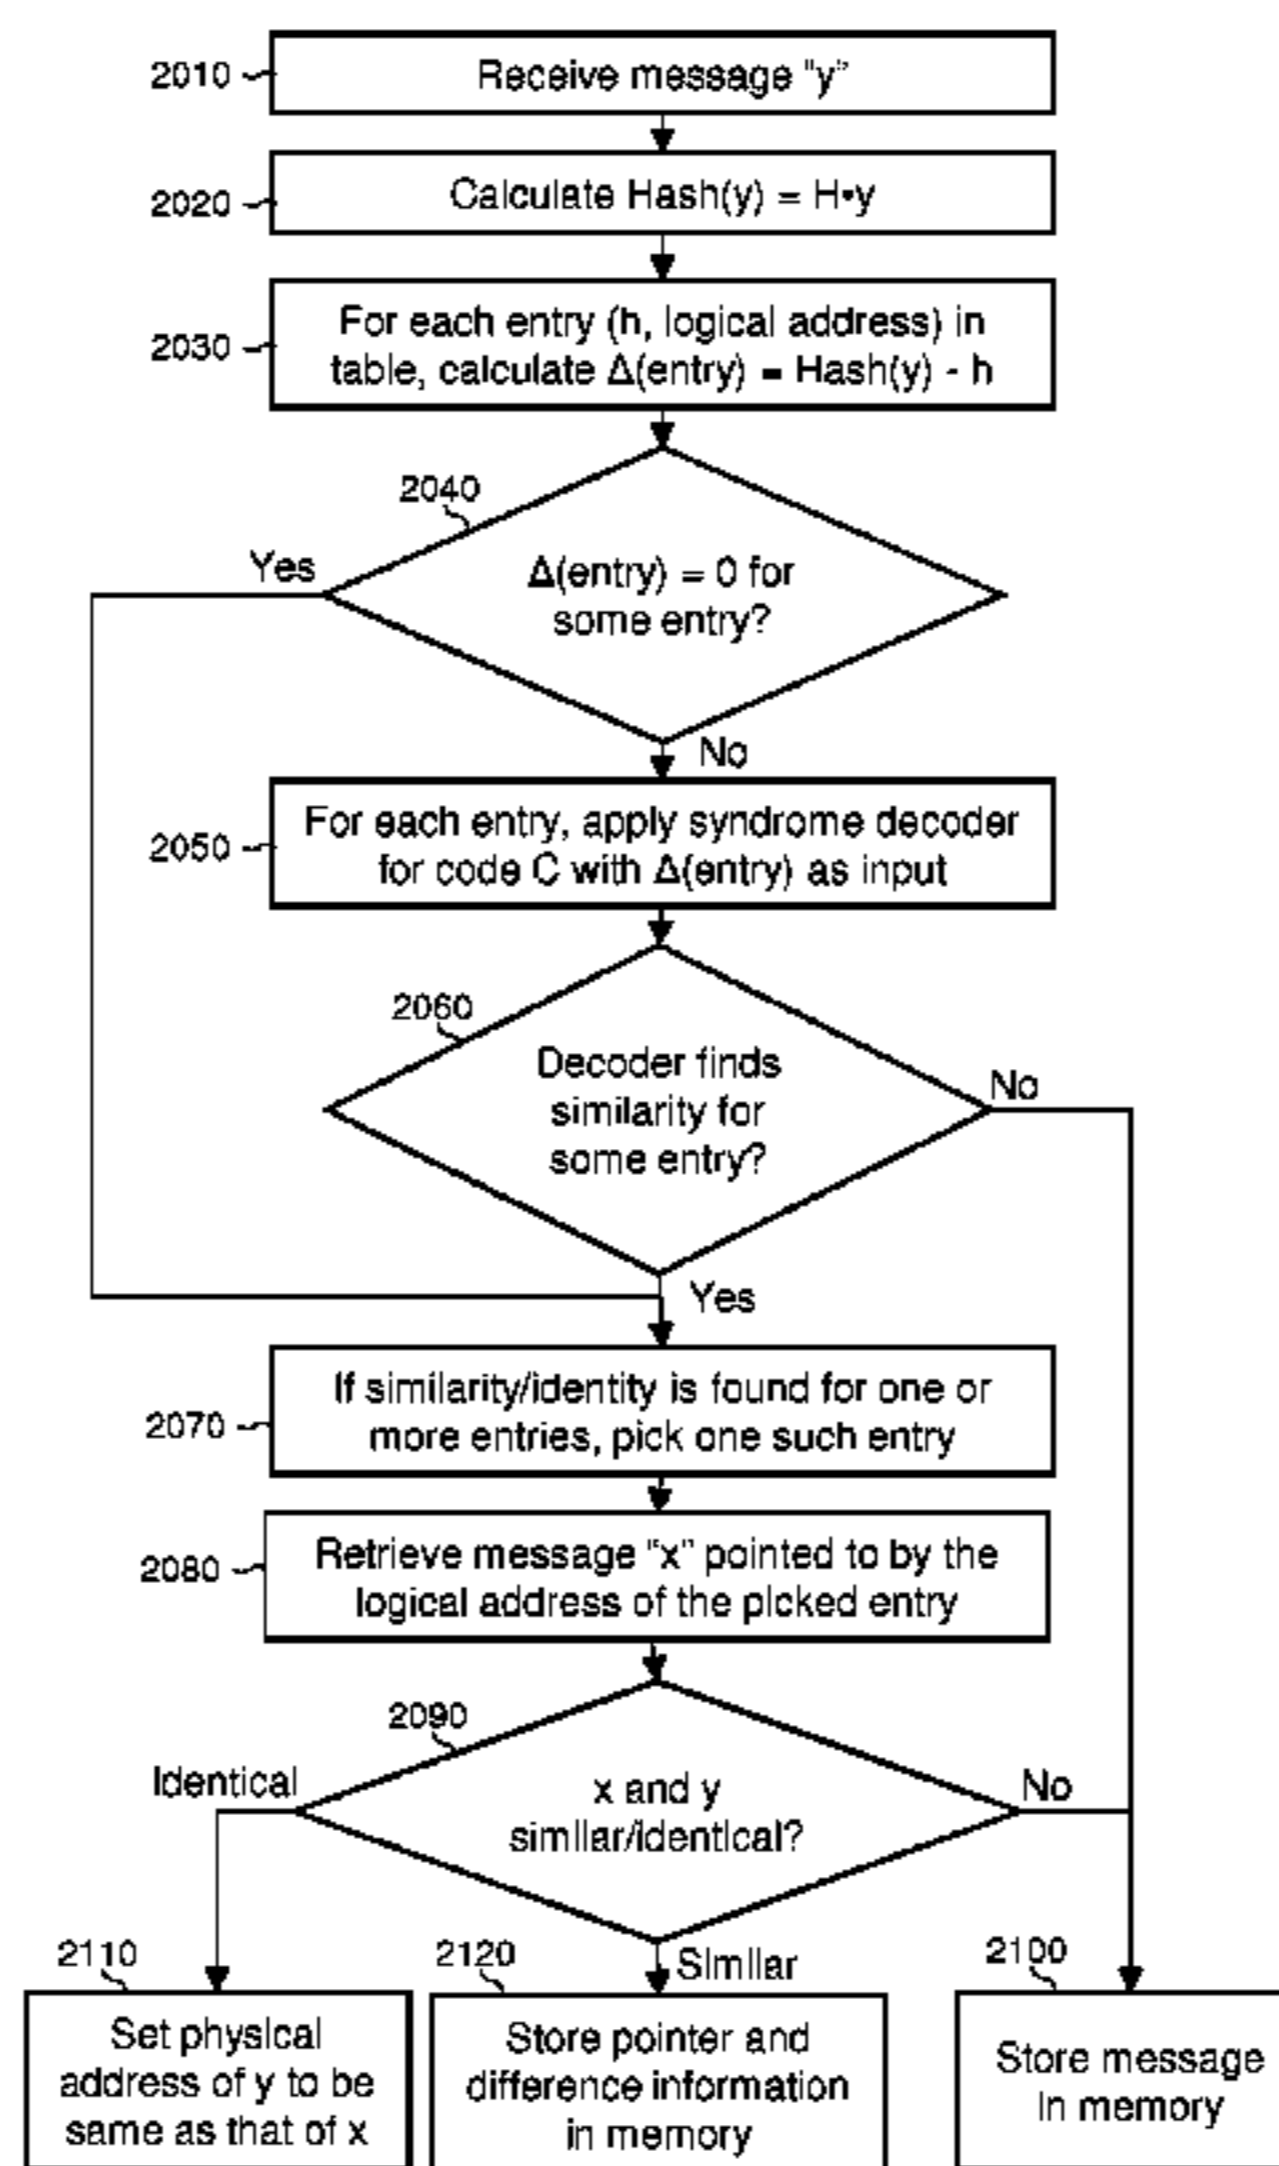 2010
Receive message "y"
2020
Calculate Hash(y) = H•y
2030
For each entry (h, logical address) in
table, calculate Δ(entry) = Hash(y) - h
2040
Yes
Δ(entry) = 0 for
some entry?
No
2050
For each entry, apply syndrome decoder
for code C with Δ(entry) as input
2060
Decoder finds
similarity for
some entry?
No
Yes
2070
If similarity/identity is found for one or
more entries, pick one such entry
2080
Retrieve message "x" pointed to by the
logical address of the picked entry
2090
Identical
x and y
similar/identical?
No
Similar
2110
Set physical
address of y to be
same as that of x
2120
Store pointer and
difference information
in memory
2100
Store message
in memory